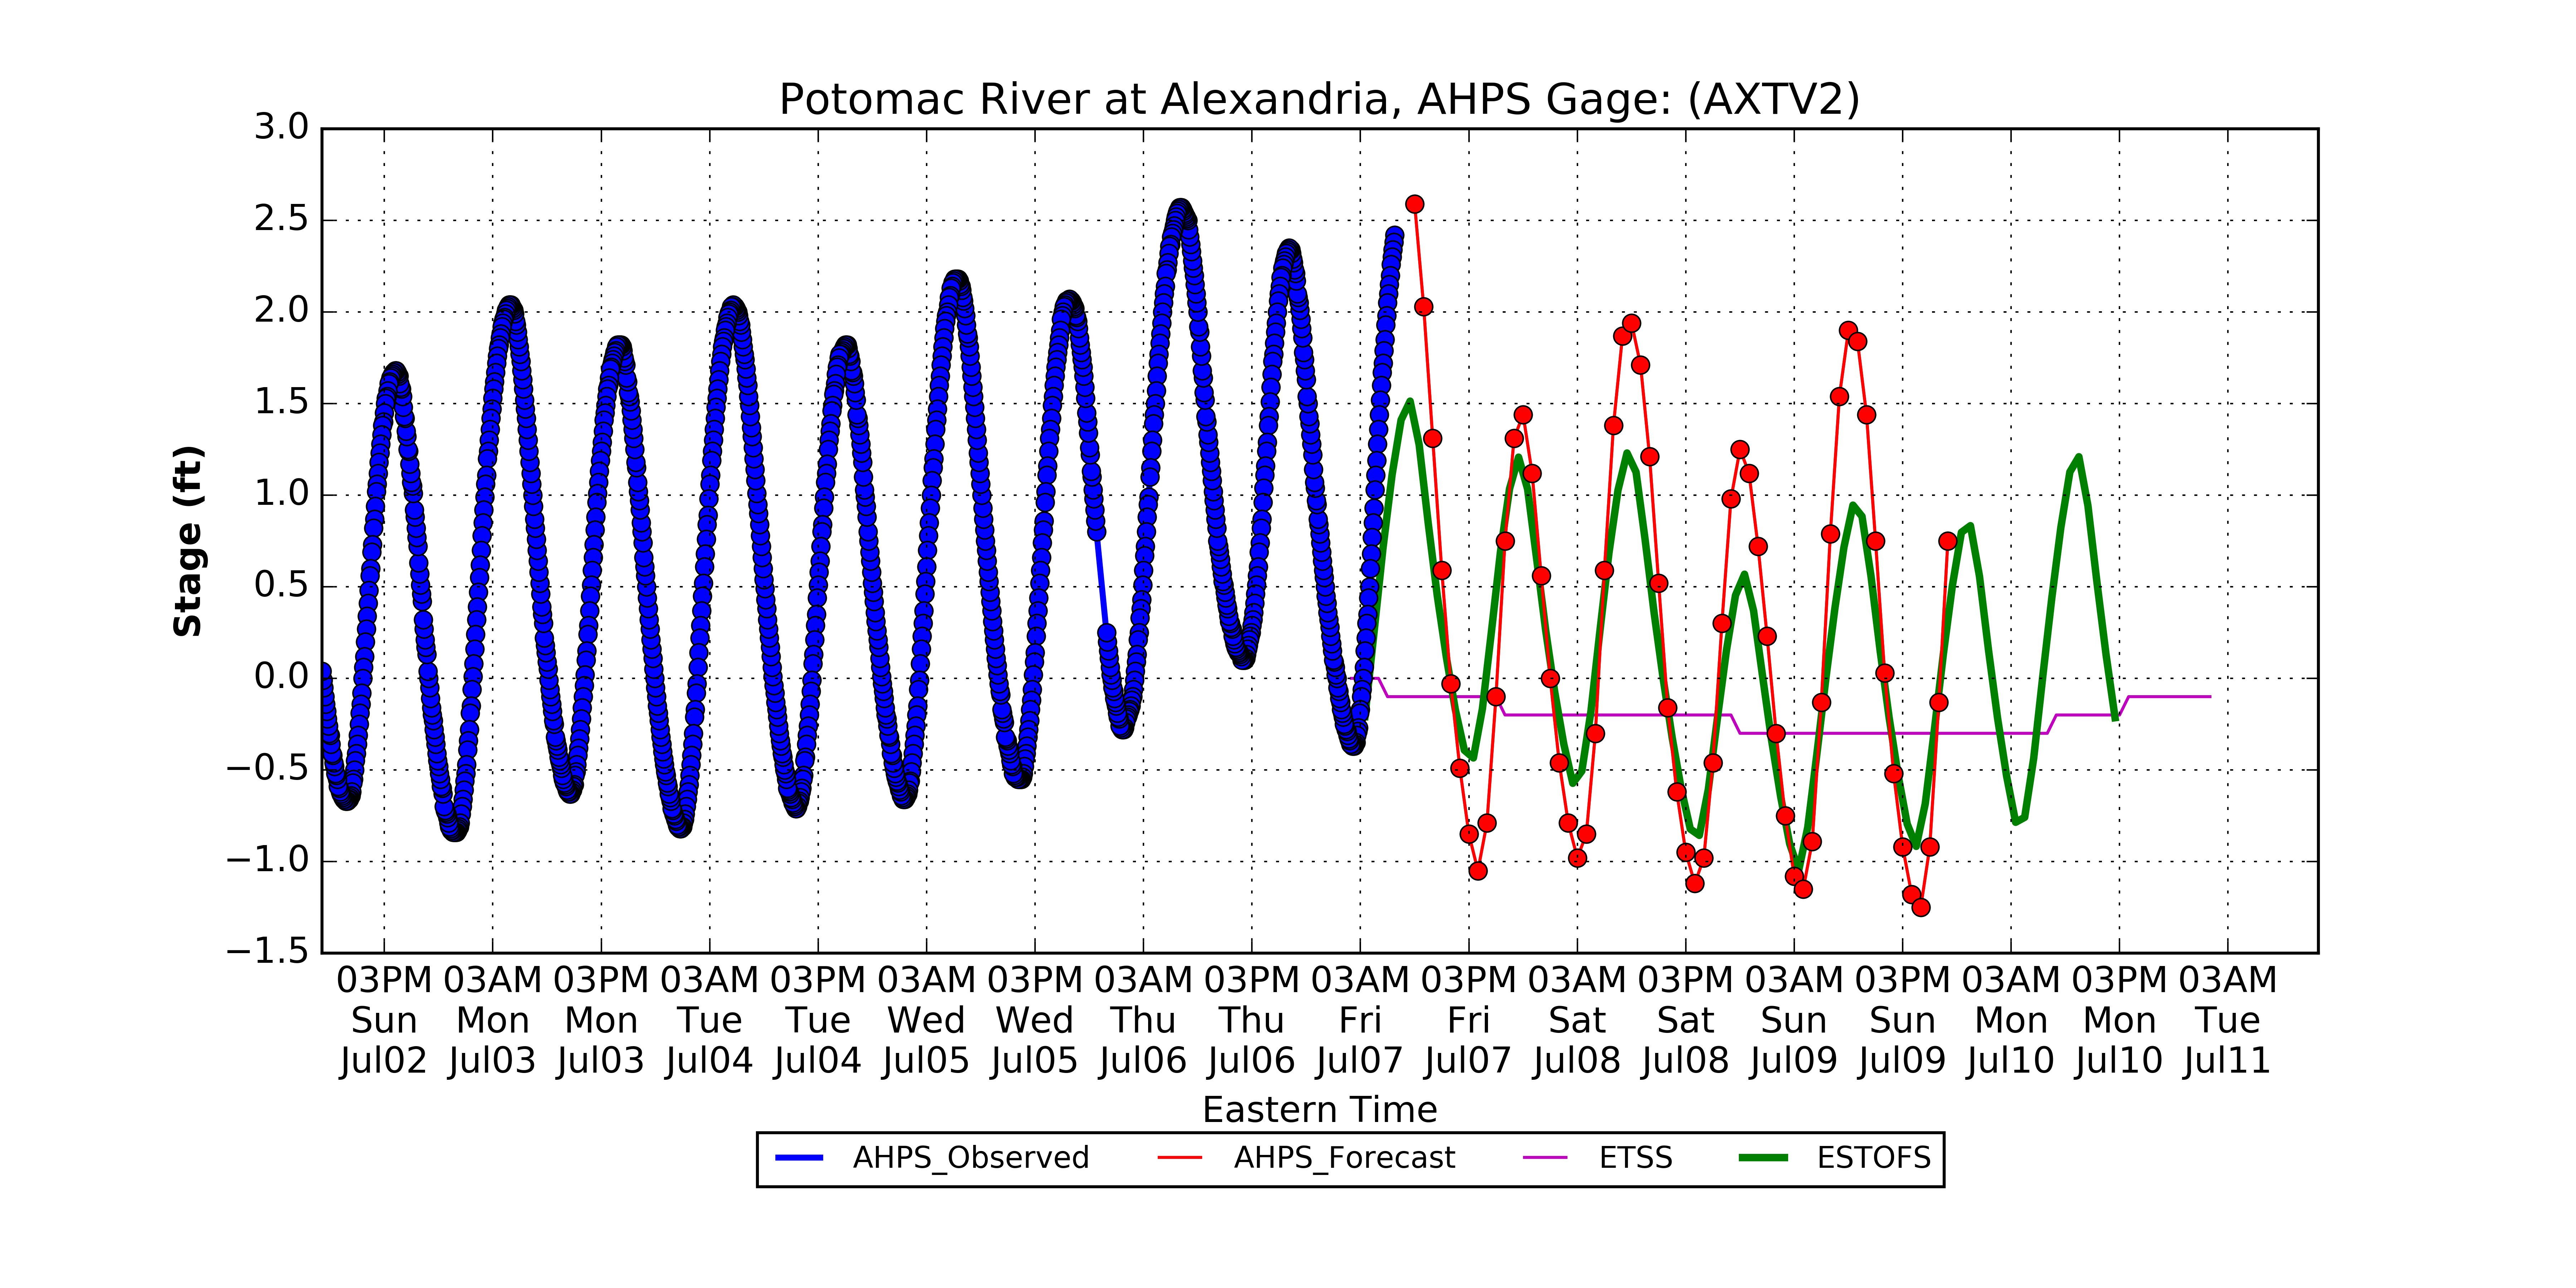 Potomac River at Alexandria, AHPS Gage: (AXTV2)
3.0
2.5
2.0
1.5
1.0
0.5
0.0
−0.5
−1.0
−1.5
Stage (ft)
03PM 03AM 03PM 03AM 03PM 03AM 03PM 03AM 03PM 03AM 03PM 03AM 03PM 03AM 03PM 03AM 03PM 03AM
Sun Mon Mon Tue Tue Wed Wed Thu Thu Fri Fri Sat Sat Sun Sun Mon Mon Tue
Jul02 Jul03 Jul03 Jul04 Jul04 Jul05 Jul05 Jul06 Jul06 Jul07 Jul07 Jul08 Jul08 Jul09 Jul09 Jul10 Jul10 Jul11
Eastern Time
AHPS_Observed AHPS_Forecast ETSS ESTOFS